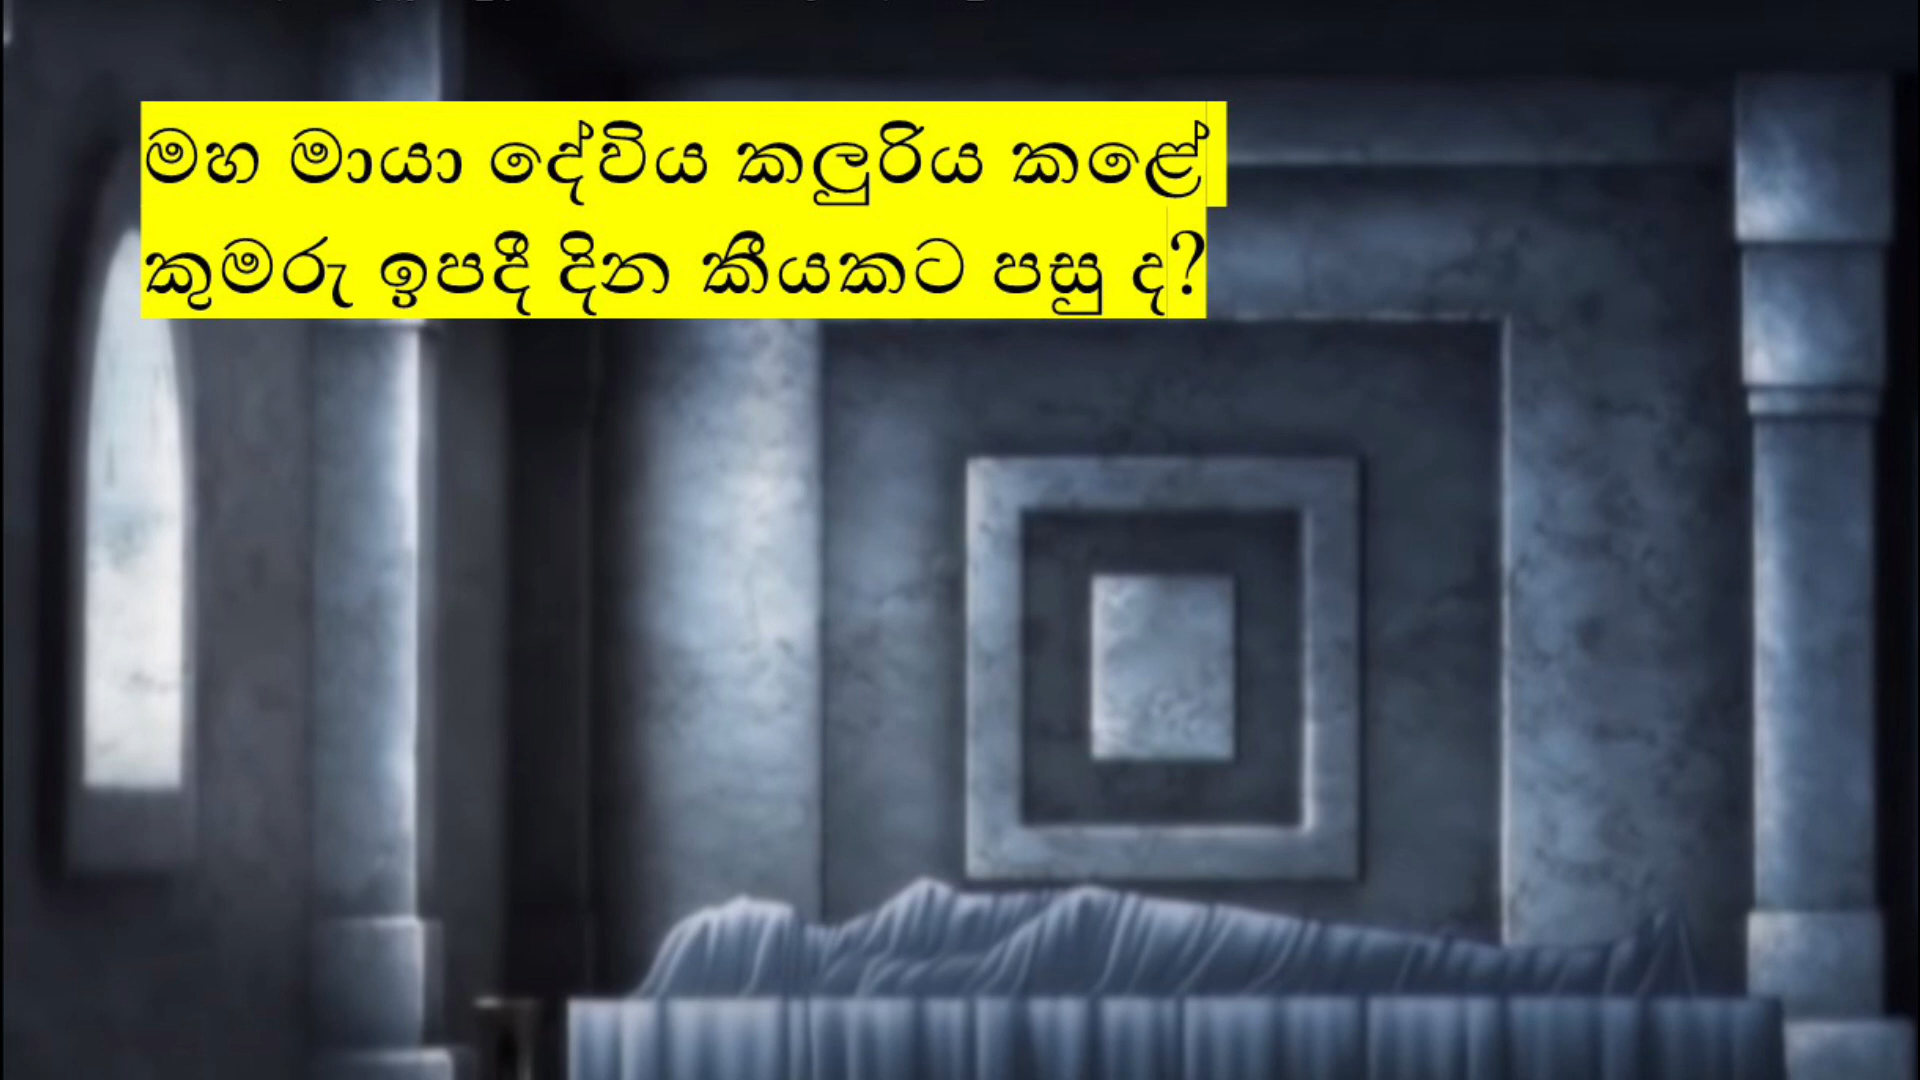 මහ මායා දේවිය කලුරිය කළේ
කුමරු ඉපදී දින කීයකට පසු ද?